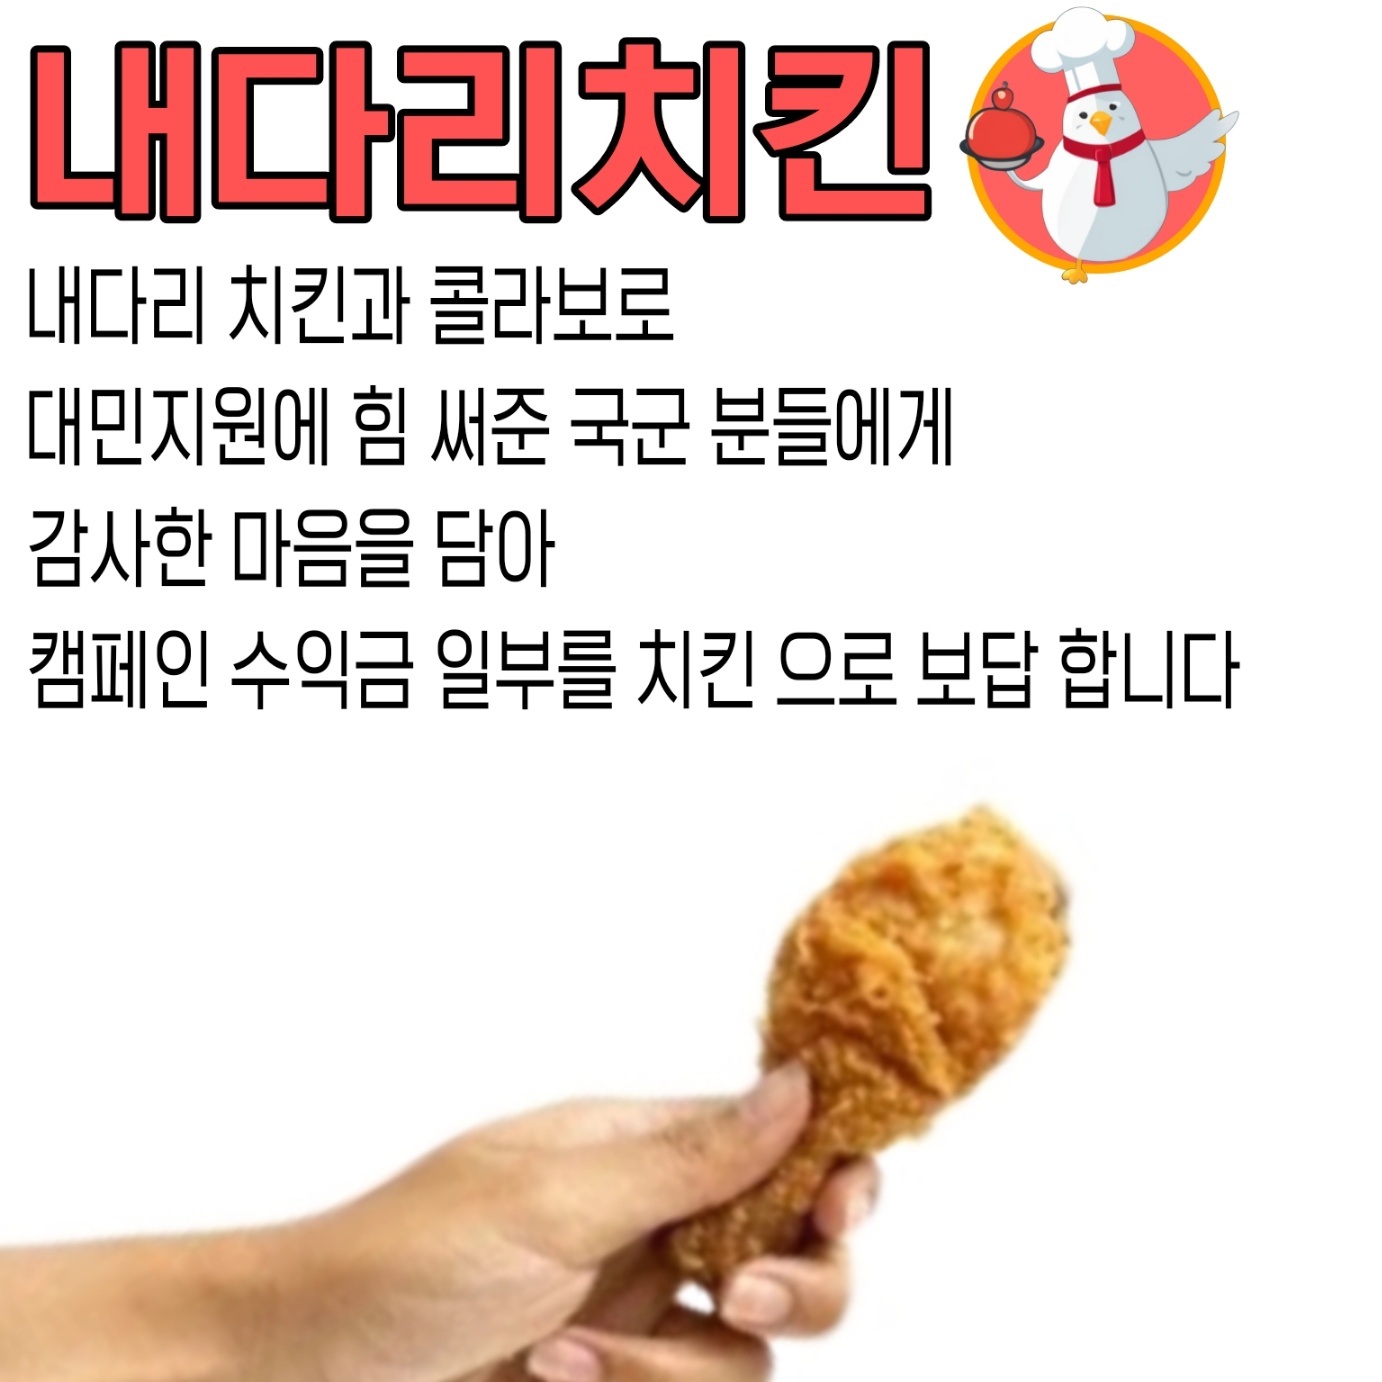 내다리치킨
내다리 치킨과 콜라보로
대민지원에 힘 써준 국군 분들에게
감사한 마음을 담아
캠페인 수익금 일부를 치킨 으로 보답 합니다